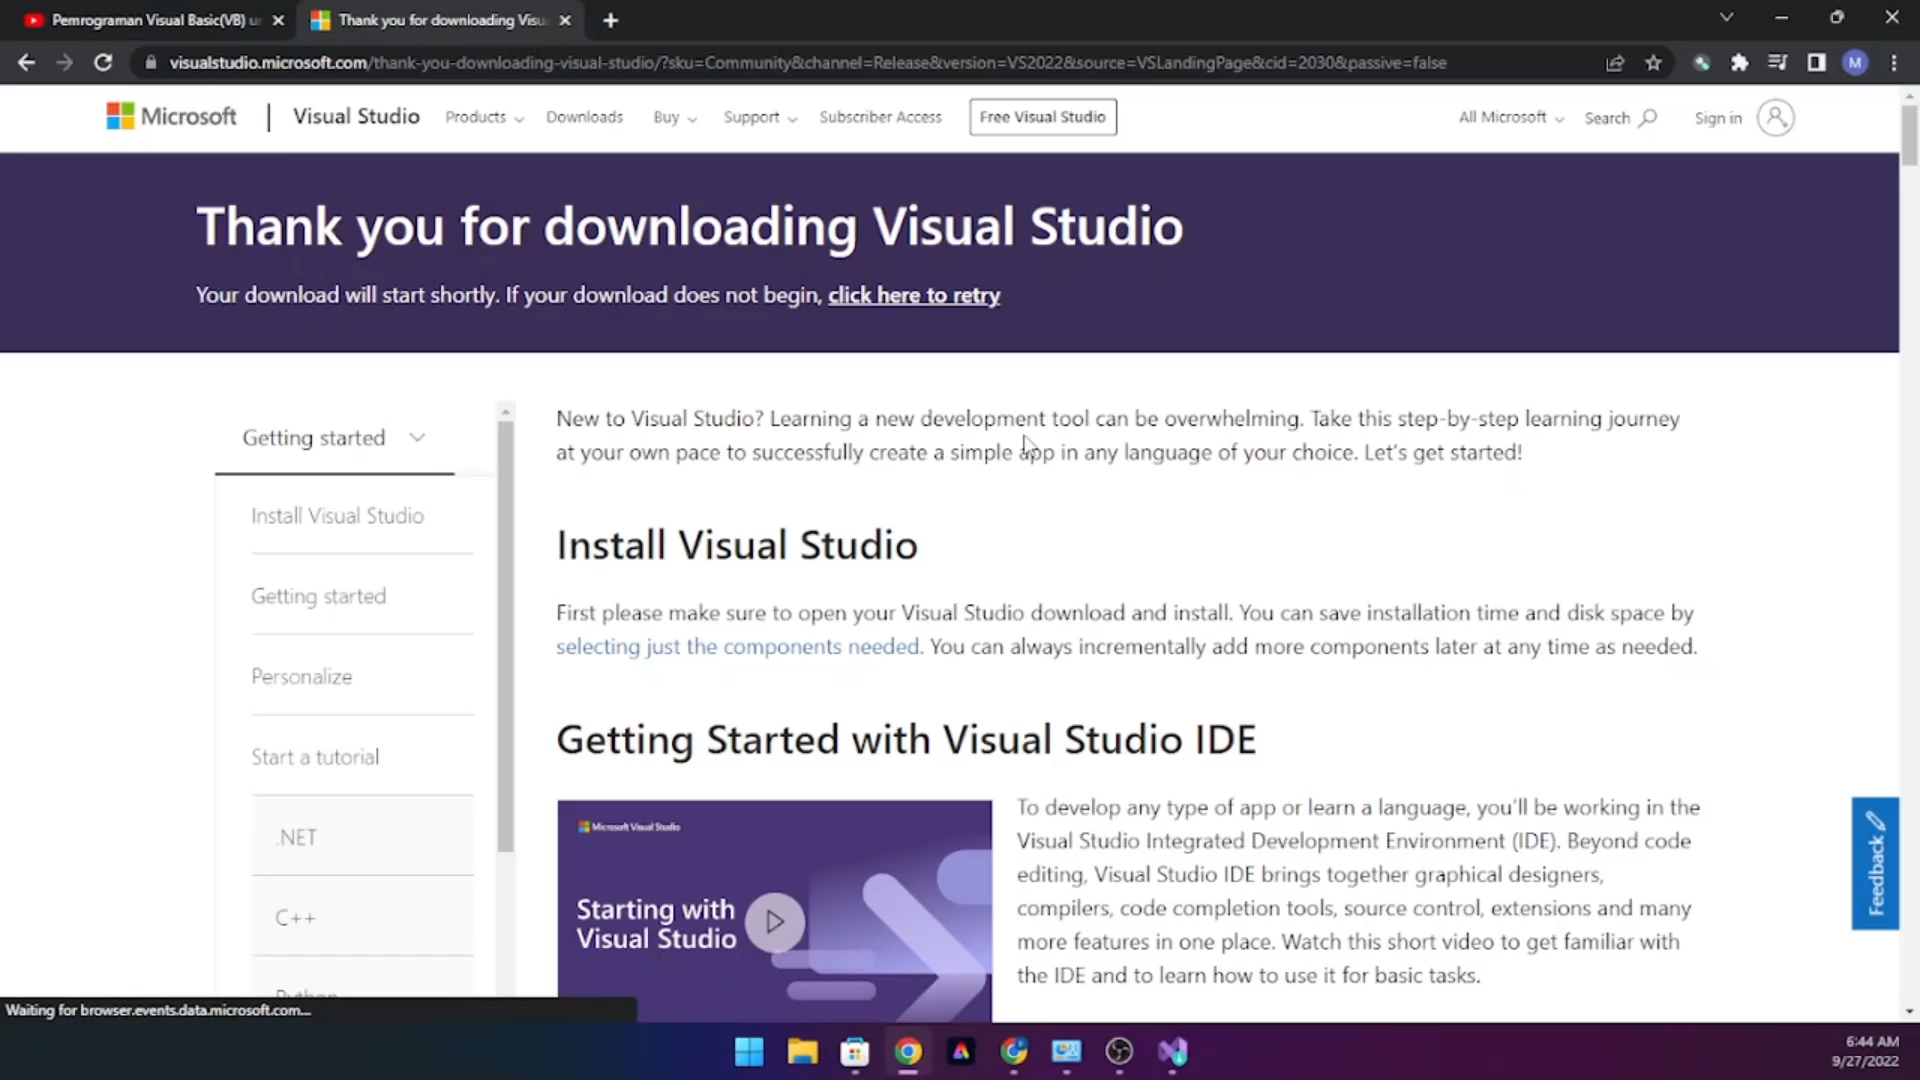 Pemrograman Visual Basic(VB) u
Thank you for downloading Visu
visualstudio.microsoft.com/thank-you-downloading-visual-studio/?sku=Community&channel=Release&version=VS2022&source=VSLandingPage&cid=2030&passive=false
M
Microsoft | Visual Studio Products Downloads Buy Support Subscriber Access Free Visual Studio All Microsoft Search Sign in
Thank you for downloading Visual Studio
Your download will start shortly. If your download does not begin, click here to retry
Getting started
Install Visual Studio
Getting started
Personalize
Start a tutorial
.NET
C++
Python
New to Visual Studio? Learning a new development tool can be overwhelming. Take this step-by-step learning journey
at your own pace to successfully create a simple app in any language of your choice. Let's get started!
Install Visual Studio
First please make sure to open your Visual Studio download and install. You can save installation time and disk space by
selecting just the components needed. You can always incrementally add more components later at any time as needed.
Getting Started with Visual Studio IDE
Microsoft Visual Studio
Starting with
Visual Studio
To develop any type of app or learn a language, you'll be working in the
Visual Studio Integrated Development Environment (IDE). Beyond code
editing, Visual Studio IDE brings together graphical designers,
compilers, code completion tools, source control, extensions and many
more features in one place. Watch this short video to get familiar with
the IDE and to learn how to use it for basic tasks.
Feedback
Waiting for browser.events.data.microsoft.com...
6:44 AM
9/27/2022